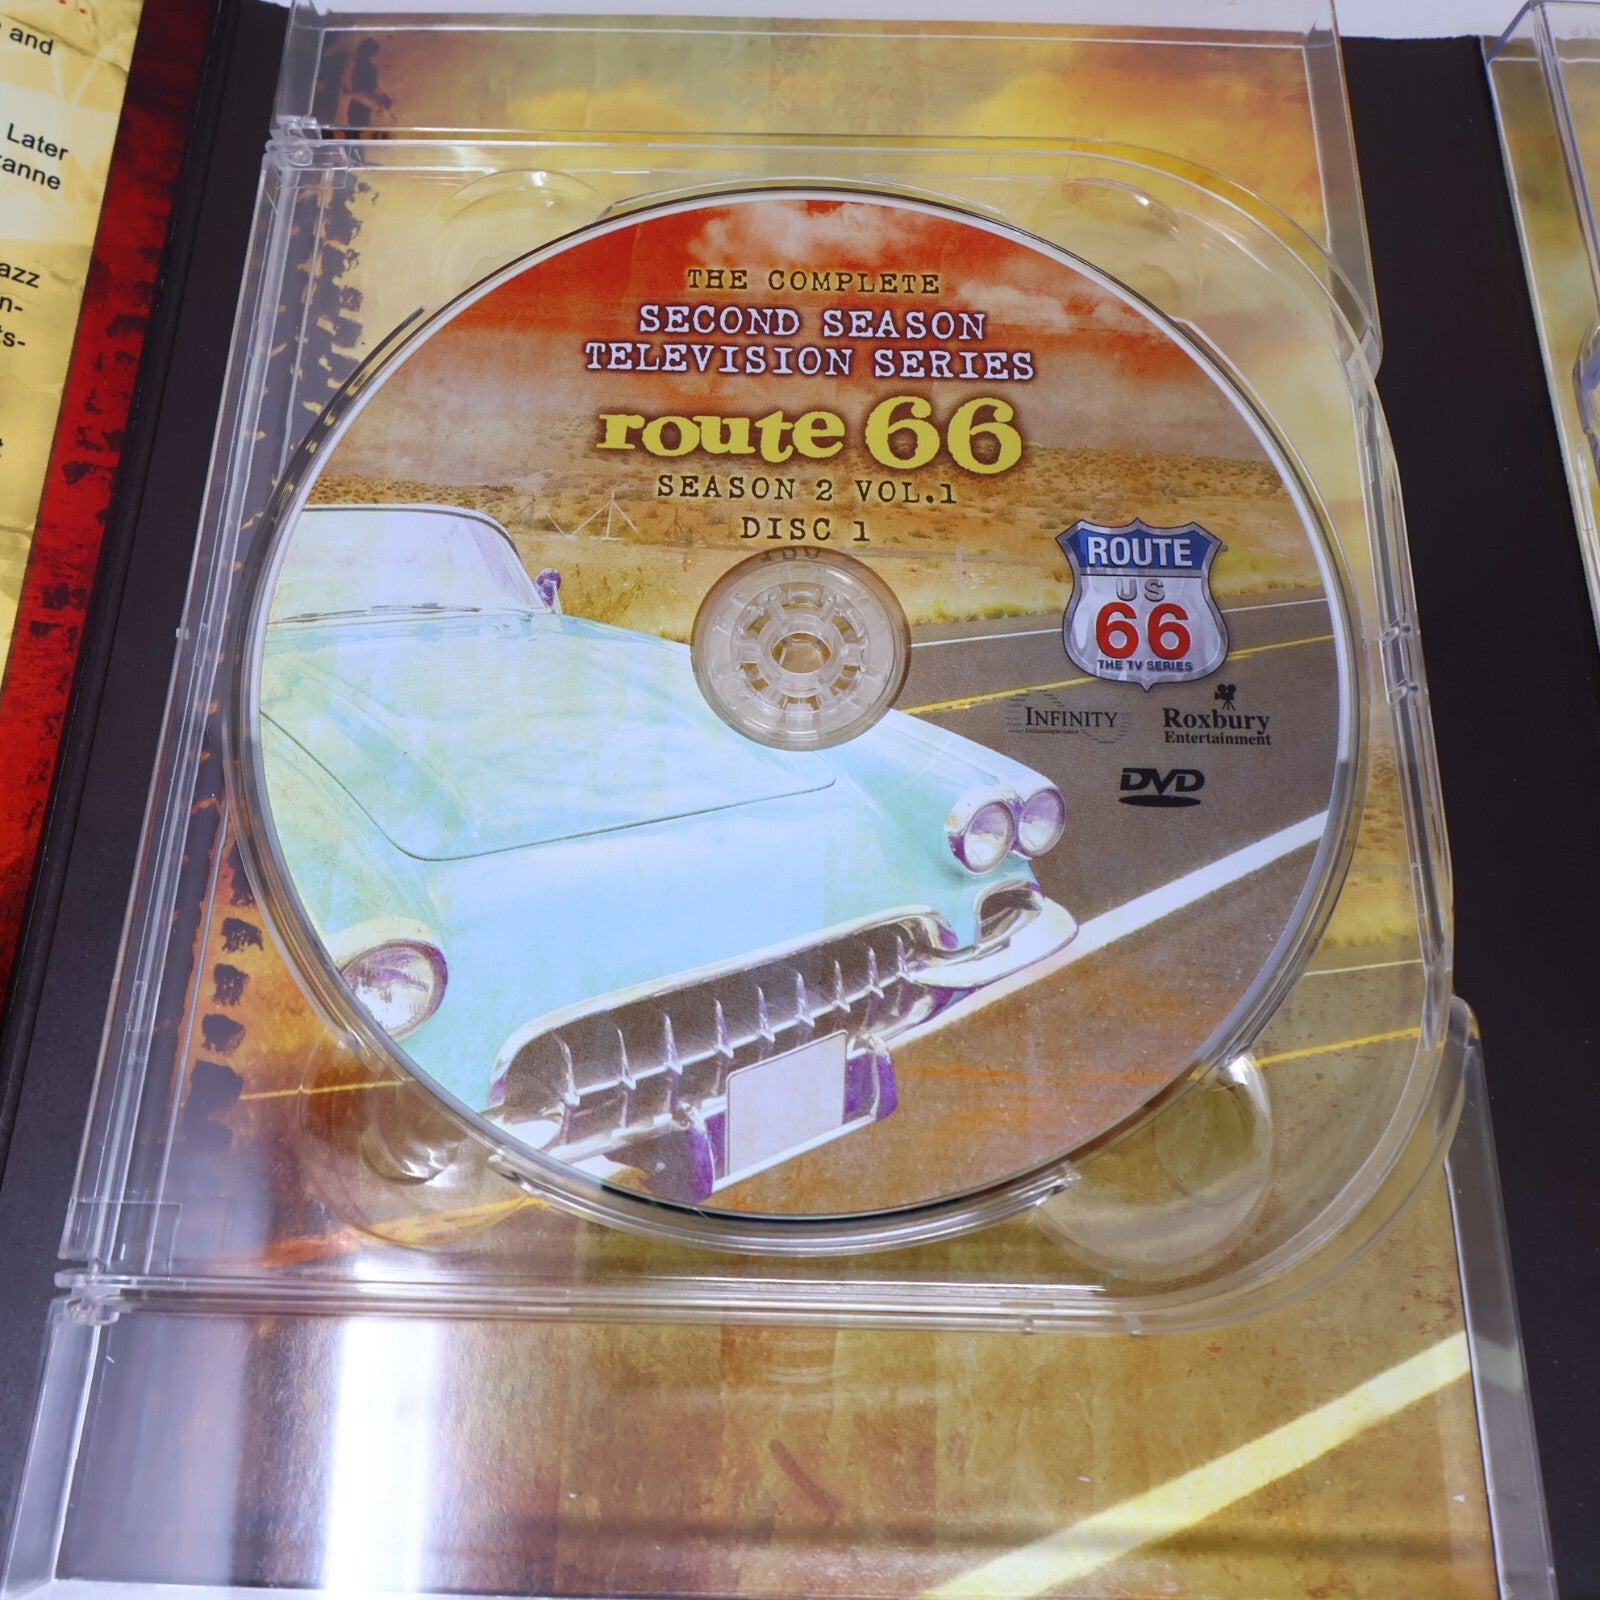 and
Later
anne
azz
n-
ts-
THE COMPLETE
SECOND SEASON
TELEVISION SERIES
route 66
SEASON 2 VOL.1
DISC 1
ROUTE
US
66
THE TV SERIES
INFINITY
Roxbury
Entertainment
DVD